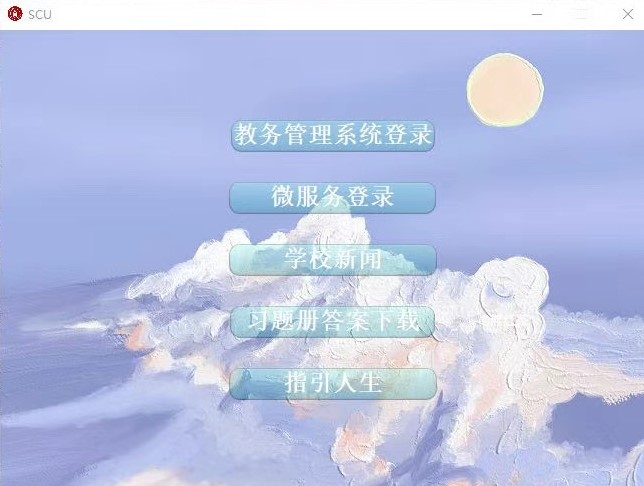 SCU
教务管理系统登录
微服务登录
学校新闻
习题册答案下载
指引人生